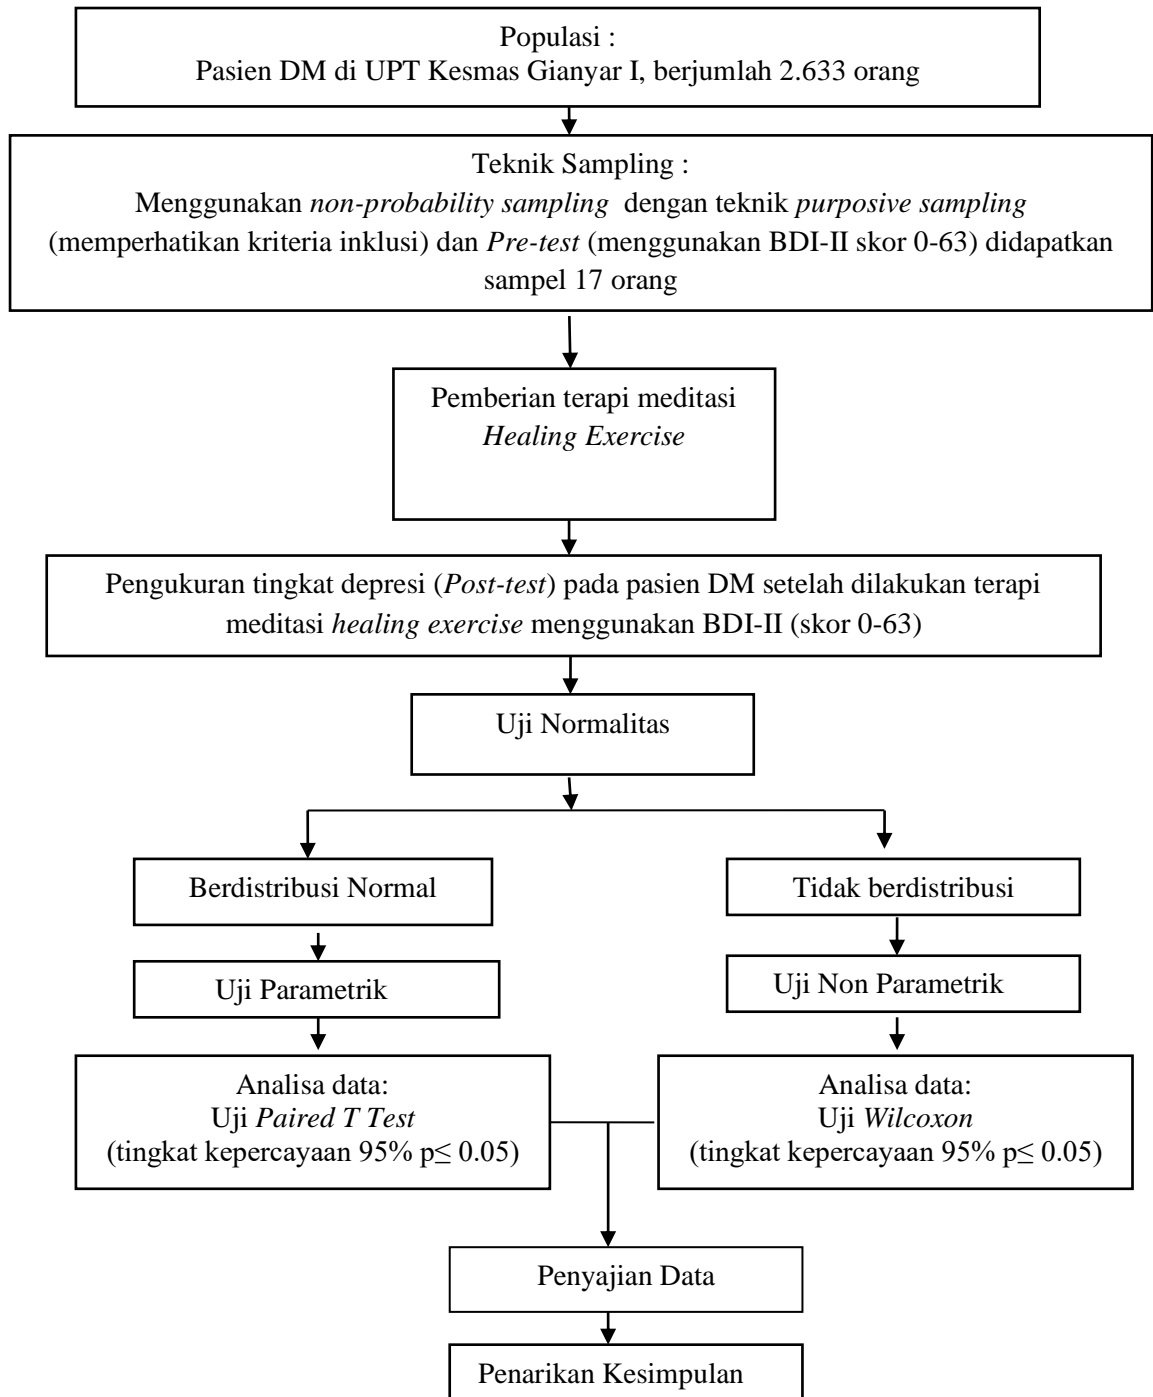 Populasi :
Pasien DM di UPT Kesmas Gianyar I, berjumlah 2.633 orang
Teknik Sampling :
Menggunakan non-probability sampling dengan teknik purposive sampling
(memperhatikan kriteria inklusi) dan Pre-test (menggunakan BDI-II skor 0-63) didapatkan
sampel 17 orang
Pemberian terapi meditasi
Healing Exercise
Pengukuran tingkat depresi (Post-test) pada pasien DM setelah dilakukan terapi
meditasi healing exercise menggunakan BDI-II (skor 0-63)
Uji Normalitas
Berdistribusi Normal
Tidak berdistribusi
Uji Parametrik
Uji Non Parametrik
Analisa data:
Uji Paired T Test
(tingkat kepercayaan 95% p≤ 0.05)
Analisa data:
Uji Wilcoxon
(tingkat kepercayaan 95% p≤ 0.05)
Penyajian Data
Penarikan Kesimpulan